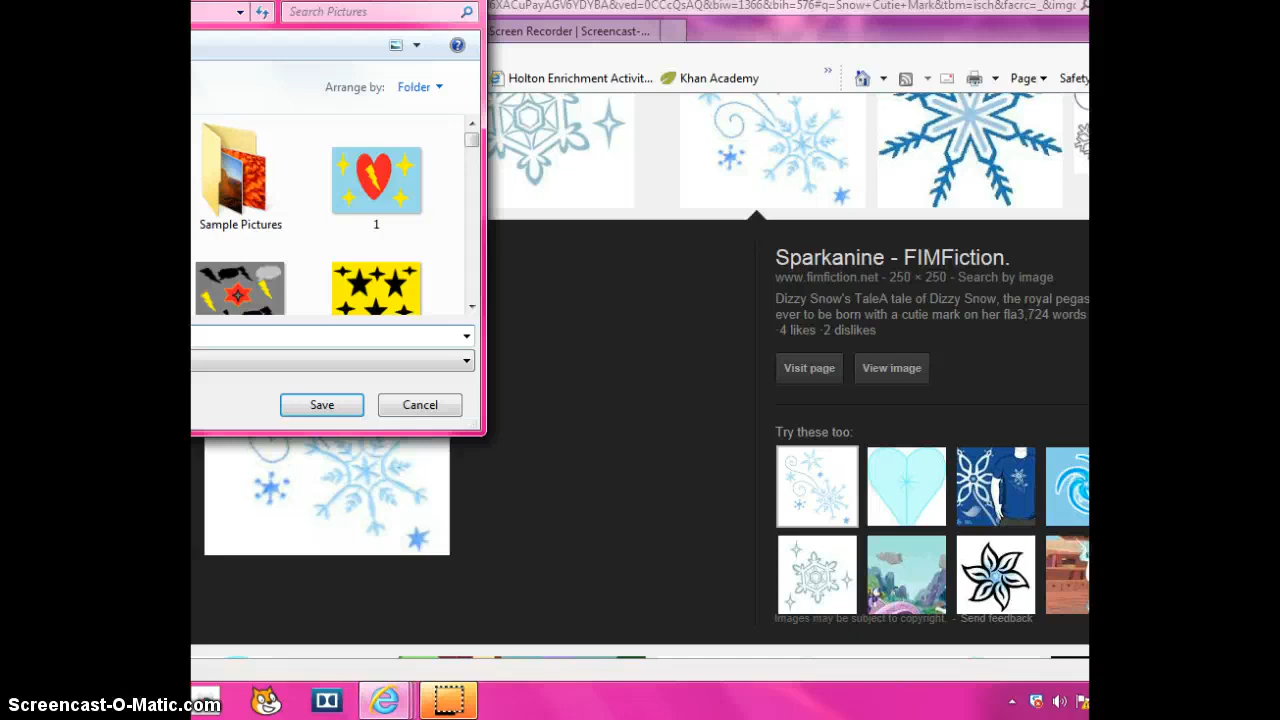 Search Pictures
6XACuPayAGV6YDYBA&ved=0CCcQsAQ&biw=1366&bih=576#q=Snow+Cutie+Mark&tbm=isch&facrc=_&imgc
Screen Recorder | Screencast-...
Holton Enrichment Activit...
Khan Academy
»
Page
Safety
Arrange by: Folder
Sample Pictures
1
Sparkanine - FIMFiction.
www.fimfiction.net - 250 × 250 - Search by image
Dizzy Snow's TaleA tale of Dizzy Snow, the royal pegas
ever to be born with a cutie mark on her fla3,724 words
·4 likes ·2 dislikes
Visit page
View image
Save
Cancel
Try these too:
Images may be subject to copyright. - Send feedback
Screencast-O-Matic.com